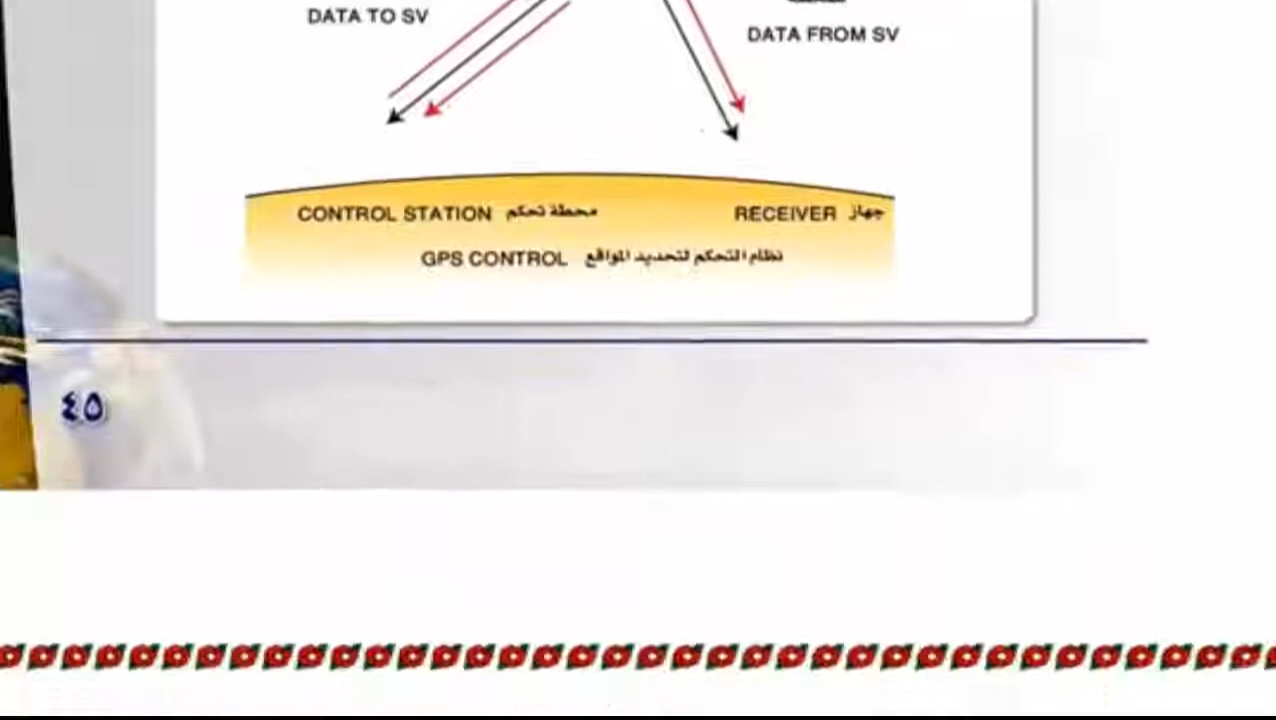 DATA TO SV
DATA FROM SV
CONTROL STATION محطة تحكم
RECEIVER جهاز
GPS CONTROL نظام التحكم لتحديد المواقع
٤٥